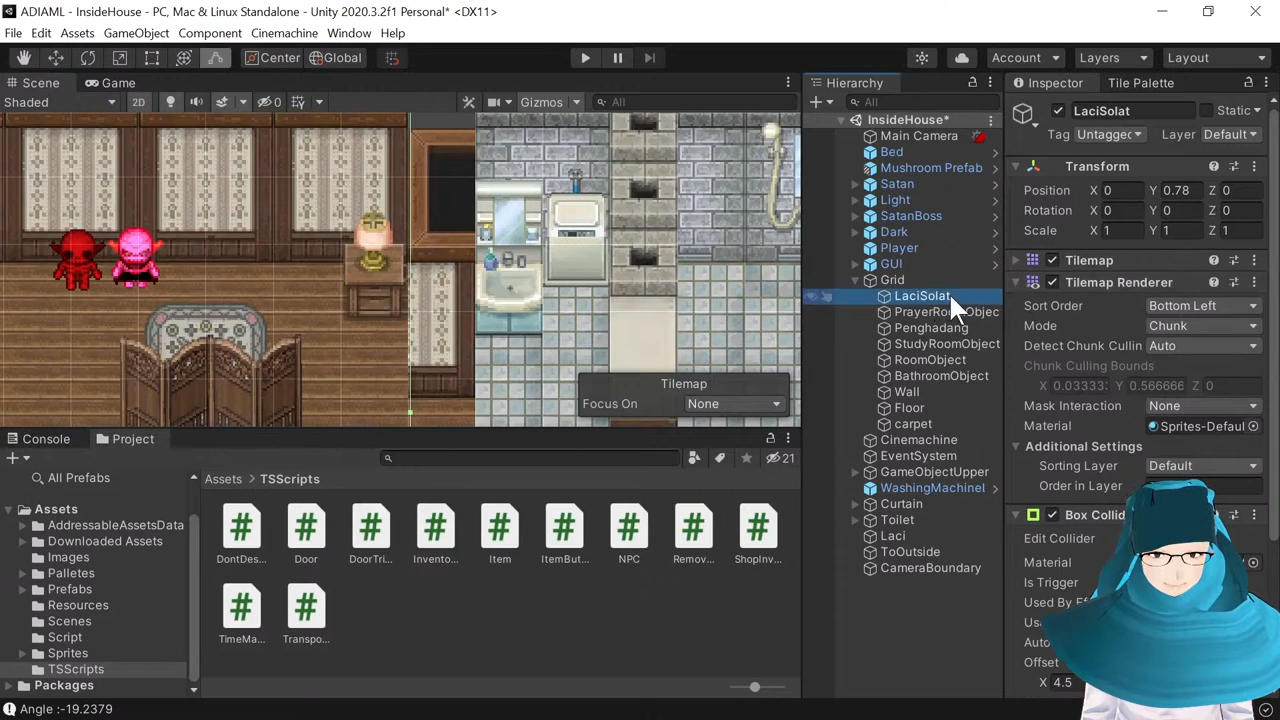 ADIAML - InsideHouse - PC, Mac & Linux Standalone - Unity 2020.3.2f1 Personal* <DX11>
File Edit Assets GameObject Component Cinemachine Window Help
Center Global Account Layers Layout
Scene Game
Shaded 2D Gizmos All
Tilemap
Focus On None
Hierarchy
All
InsideHouse*
Main Camera
Bed
Mushroom Prefab
Satan
Light
SatanBoss
Dark
Player
GUI
Grid
LaciSolat
PrayerRoomObjec
Penghadang
StudyRoomObject
RoomObject
BathroomObject
Wall
Floor
carpet
Cinemachine
EventSystem
GameObjectUpper
WashingMachineI
Curtain
Toilet
Laci
ToOutside
CameraBoundary
Inspector Tile Palette
LaciSolat Static
Tag Untagged Layer Default
Transform
Position X 0 Y 0.78 Z 0
Rotation X 0 Y 0 Z 0
Scale X 1 Y 1 Z 1
Tilemap
Tilemap Renderer
Sort Order Bottom Left
Mode Chunk
Detect Chunk Cullin Auto
Chunk Culling Bounds
X 0.03333: Y 0.566666 Z 0
Mask Interaction None
Material Sprites-Defaul
Additional Settings
Sorting Layer Default
Order in Layer
Box Collid
Edit Collider
Material
Is Trigger
Used By Ef
Us
Auto
Offset
X 4.5
Console Project
21
All Prefabs
Assets
AddressableAssetsData
Downloaded Assets
Images
Palletes
Prefabs
Resources
Scenes
Script
Sprites
TSScripts
Packages
Assets TSScripts
DontDes... Door DoorTri... Invento... Item ItemBut... NPC Remov... ShopInv...
TimeMa... Transpo...
Angle :-19.2379